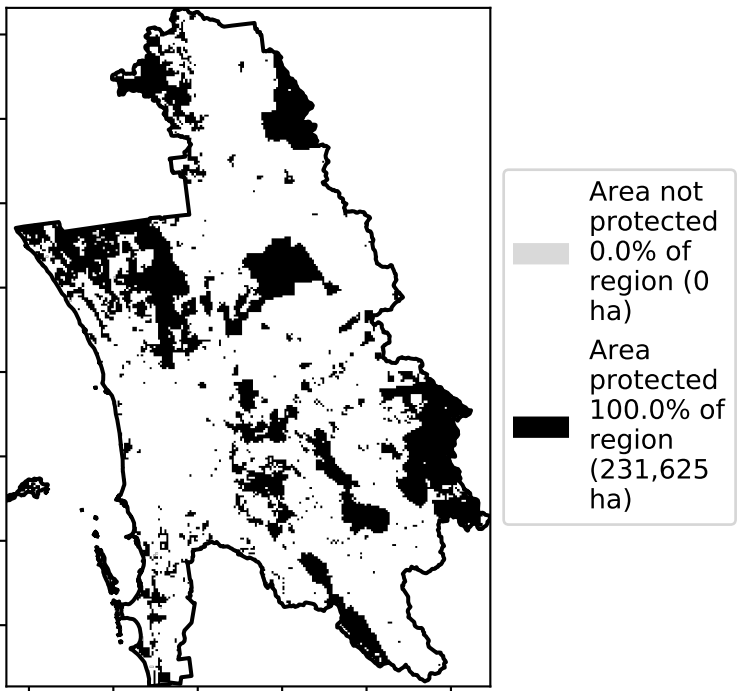 Area not
protected
0.0% of
region (0
ha)
Area
protected
100.0% of
region
(231,625
ha)